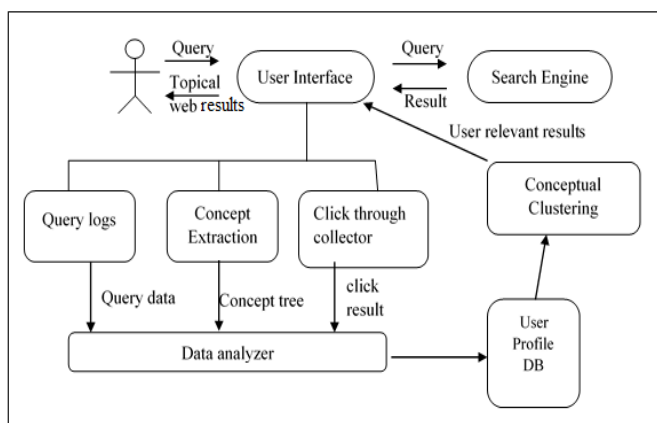 Query
Topical
web results
User Interface
Query
Result
Search Engine
User relevant results
Query logs
Concept
Extraction
Click through
collector
Conceptual
Clustering
Query data
Concept tree
click
result
Data analyzer
User
Profile
DB